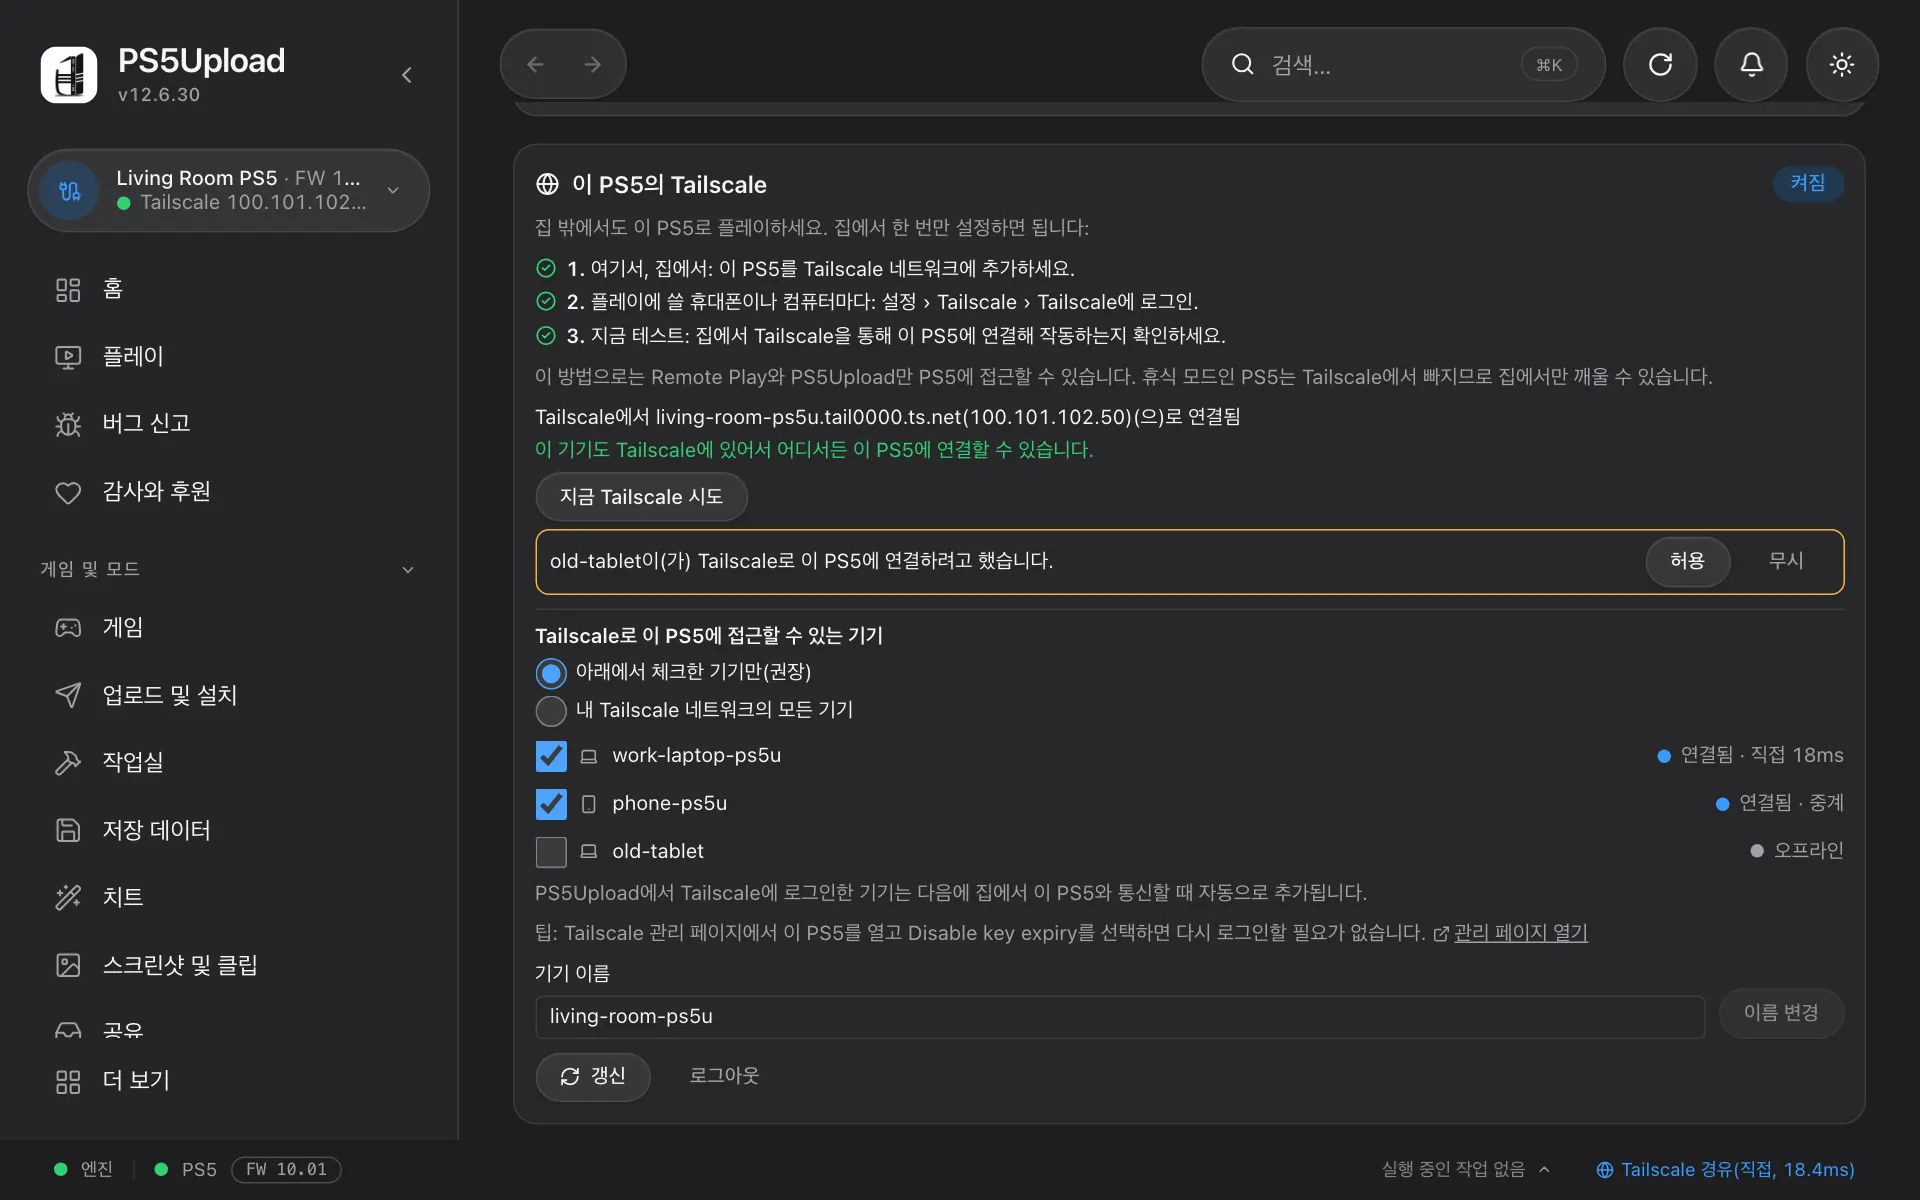 PS5Upload
v12.6.30
Living Room PS5 · FW 1...
Tailscale 100.101.102...
홈
플레이
버그 신고
감사와 후원
게임 및 모드
게임
업로드 및 설치
작업실
저장 데이터
치트
스크린샷 및 클립
공유
더 보기
검색...
⌘K
이 PS5의 Tailscale
켜짐
집 밖에서도 이 PS5로 플레이하세요. 집에서 한 번만 설정하면 됩니다:
1. 여기서, 집에서: 이 PS5를 Tailscale 네트워크에 추가하세요.
2. 플레이에 쓸 휴대폰이나 컴퓨터마다: 설정 › Tailscale › Tailscale에 로그인.
3. 지금 테스트: 집에서 Tailscale을 통해 이 PS5에 연결해 작동하는지 확인하세요.
이 방법으로는 Remote Play와 PS5Upload만 PS5에 접근할 수 있습니다. 휴식 모드인 PS5는 Tailscale에서 빠지므로 집에서만 깨울 수 있습니다.
Tailscale에서 living-room-ps5u.tail0000.ts.net(100.101.102.50)(으)로 연결됨
이 기기도 Tailscale에 있어서 어디서든 이 PS5에 연결할 수 있습니다.
지금 Tailscale 시도
old-tablet이(가) Tailscale로 이 PS5에 연결하려고 했습니다.
허용
무시
Tailscale로 이 PS5에 접근할 수 있는 기기
아래에서 체크한 기기만(권장)
내 Tailscale 네트워크의 모든 기기
work-laptop-ps5u
연결됨 · 직접 18ms
phone-ps5u
연결됨 · 중계
old-tablet
오프라인
PS5Upload에서 Tailscale에 로그인한 기기는 다음에 집에서 이 PS5와 통신할 때 자동으로 추가됩니다.
팁: Tailscale 관리 페이지에서 이 PS5를 열고 Disable key expiry를 선택하면 다시 로그인할 필요가 없습니다. 관리 페이지 열기
기기 이름
living-room-ps5u
이름 변경
갱신
로그아웃
엔진
PS5
FW 10.01
실행 중인 작업 없음
Tailscale 경유(직접, 18.4ms)